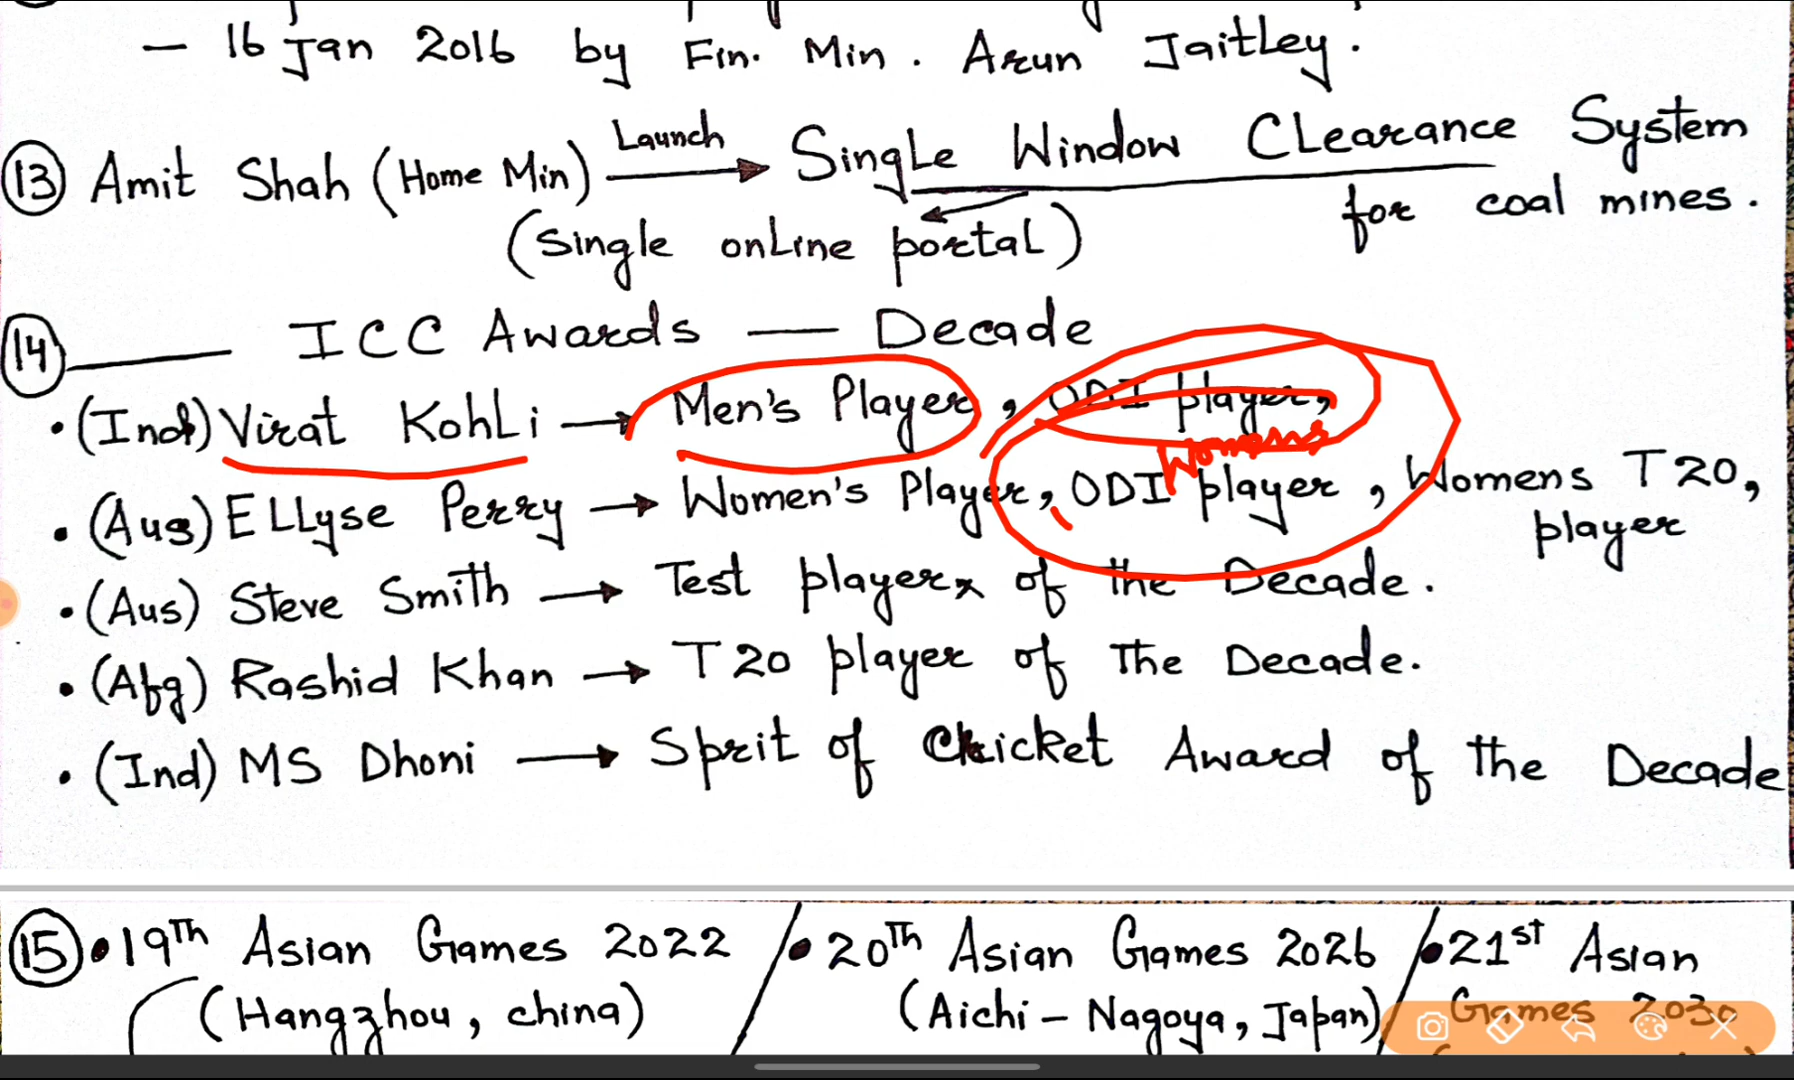 — 16 Jan 2016 by Fin. Min. Arun Jaitley.
13 Amit Shah (Home Min) Launch → Single Window Clearance System
(Single online portal) for coal mines.
14 ICC Awards — Decade
• (Ind) Virat Kohli → Men's Player, ODI player,
Womens
• (Aus) Ellyse Perry → Women's Player, ODI player, Womens T20,
player
• (Aus) Steve Smith → Test player of the Decade.
• (Afg) Rashid Khan → T20 player of the Decade.
• (Ind) MS Dhoni → Sprit of Cricket Award of the Decade
15 • 19th Asian Games 2022 / • 20th Asian Games 2026 / • 21st Asian
(Hangzhou, china) (Aichi – Nagoya, Japan) Games 2030